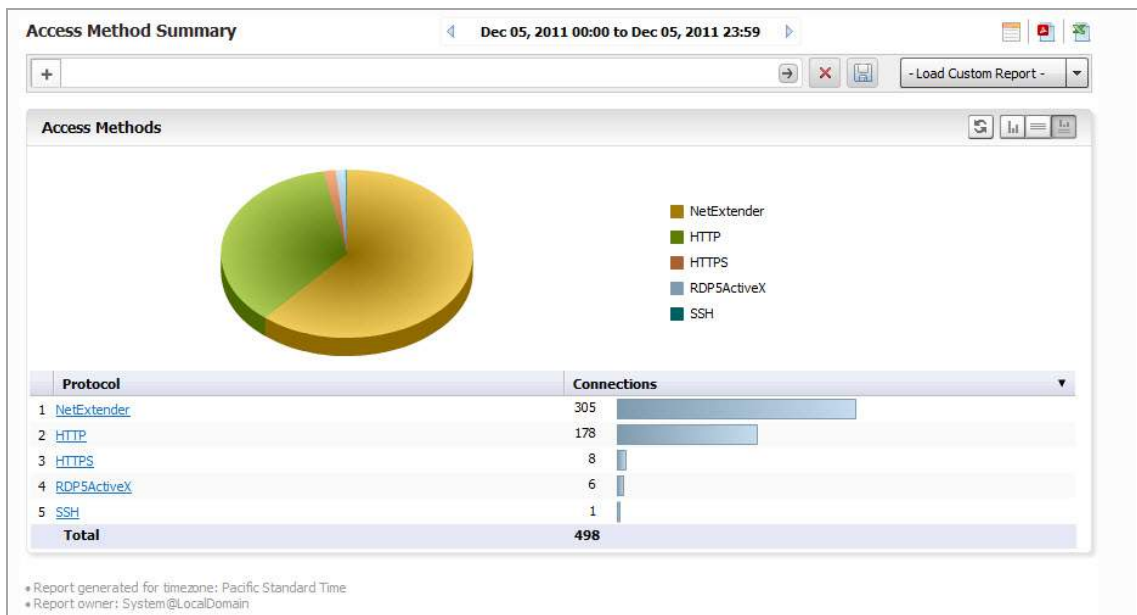 Access Method Summary
Dec 05, 2011 00:00 to Dec 05, 2011 23:59
+
- Load Custom Report -
Access Methods
NetExtender
HTTP
HTTPS
RDP5ActiveX
SSH
Protocol Connections
1 NetExtender 305
2 HTTP 178
3 HTTPS 8
4 RDP5ActiveX 6
5 SSH 1
Total 498
• Report generated for timezone: Pacific Standard Time
• Report owner: System@LocalDomain